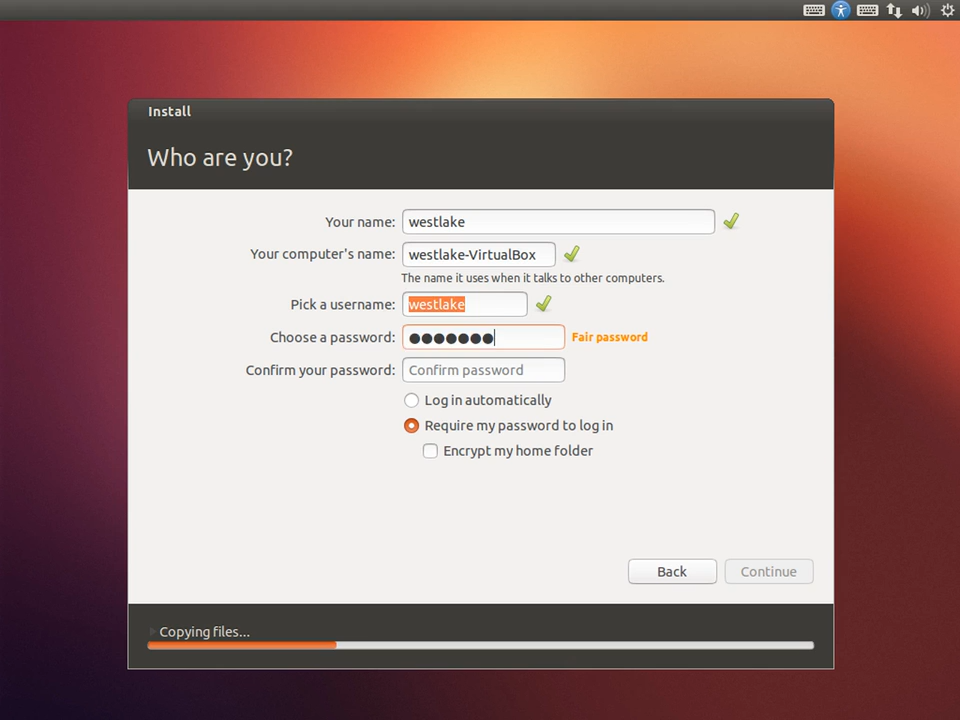 Install
Who are you?
Your name: westlake
Your computer's name: westlake-VirtualBox
The name it uses when it talks to other computers.
Pick a username: westlake
Choose a password: ●●●●●●● Fair password
Confirm your password: Confirm password
Log in automatically
Require my password to log in
Encrypt my home folder
Back Continue
Copying files...